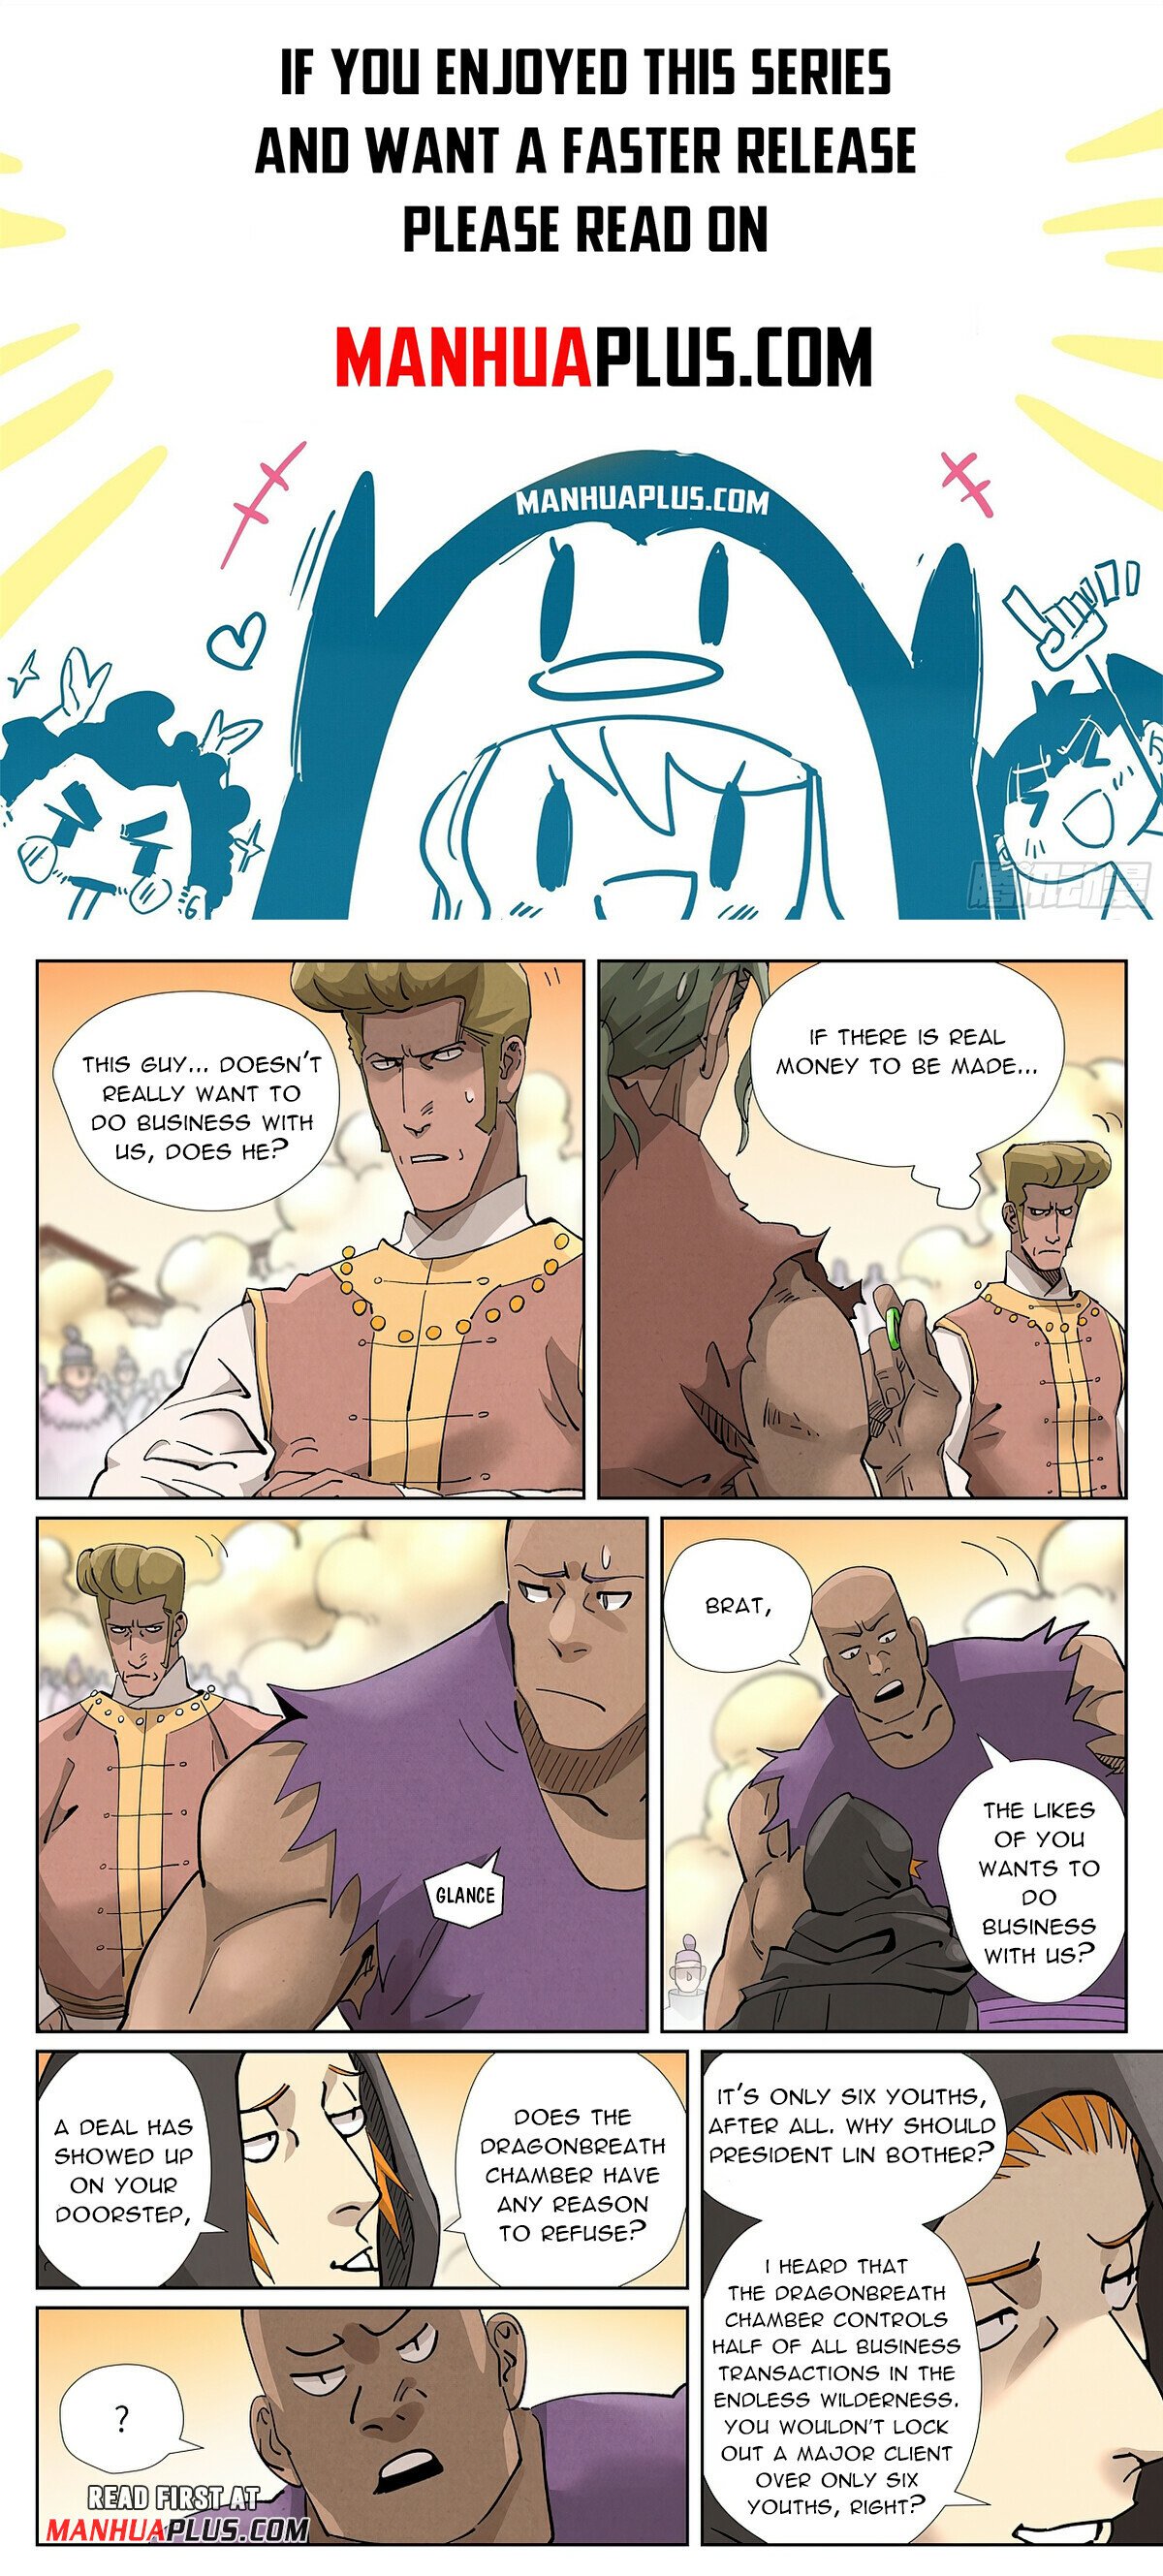 IF YOU ENJOYED THIS SERIES
AND WANT A FASTER RELEASE
PLEASE READ ON
MANHUAPLUS.COM
MANHUAPLUS.COM
腾讯动漫
THIS GUY... DOESN'T
REALLY WANT TO
DO BUSINESS WITH
US, DOES HE?
IF THERE IS REAL
MONEY TO BE MADE...
GLANCE
BRAT,
THE LIKES
OF YOU
WANTS TO
DO
BUSINESS
WITH US?
A DEAL HAS
SHOWED UP
ON YOUR
DOORSTEP,
DOES THE
DRAGONBREATH
CHAMBER HAVE
ANY REASON
TO REFUSE?
IT'S ONLY SIX YOUTHS,
AFTER ALL. WHY SHOULD
PRESIDENT LIN BOTHER?
I HEARD THAT
THE DRAGONBREATH
CHAMBER CONTROLS
HALF OF ALL BUSINESS
TRANSACTIONS IN THE
ENDLESS WILDERNESS.
YOU WOULDN'T LOCK
OUT A MAJOR CLIENT
OVER ONLY SIX
YOUTHS, RIGHT?
?
READ FIRST AT
MANHUAPLUS.COM